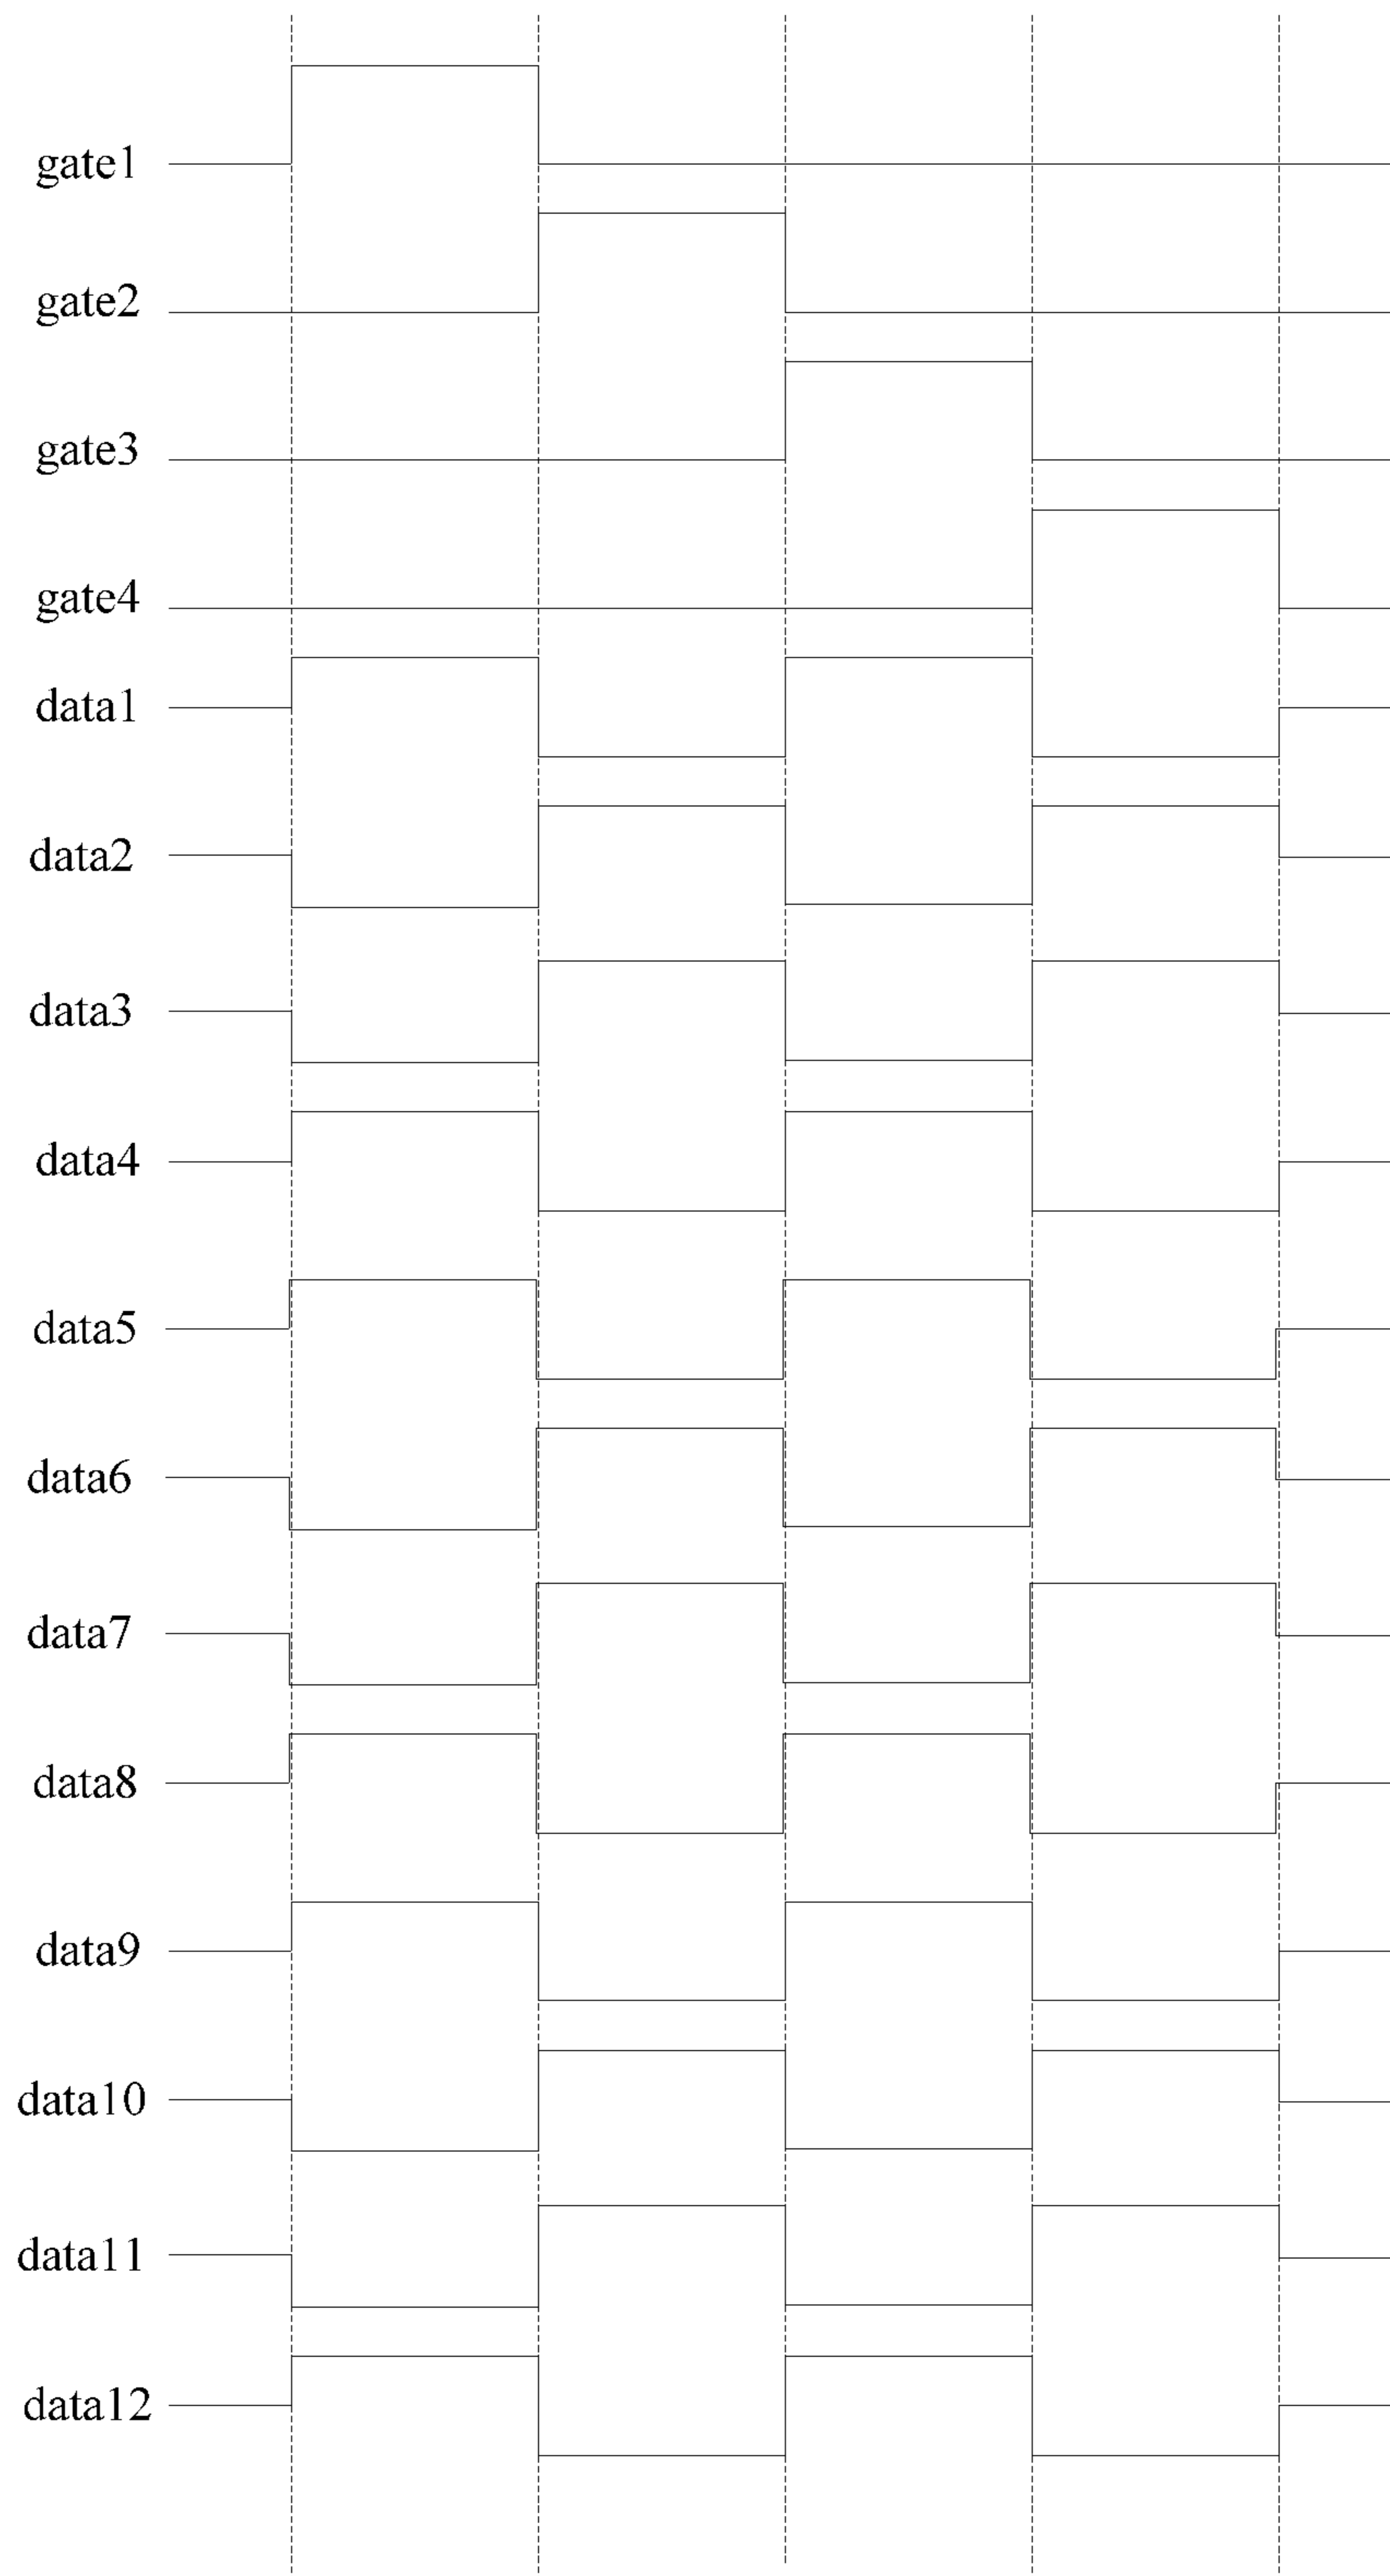 gate1
gate2
gate3
gate4
data1
data2
data3
data4
data5
data6
data7
data8
data9
data10
data11
data12